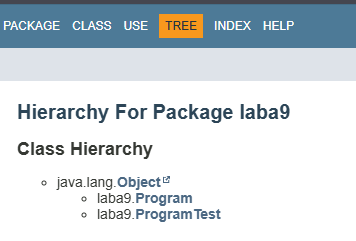 PACKAGE CLASS USE TREE INDEX HELP
Hierarchy For Package laba9
Class Hierarchy
java.lang.Object
laba9.Program
laba9.ProgramTest